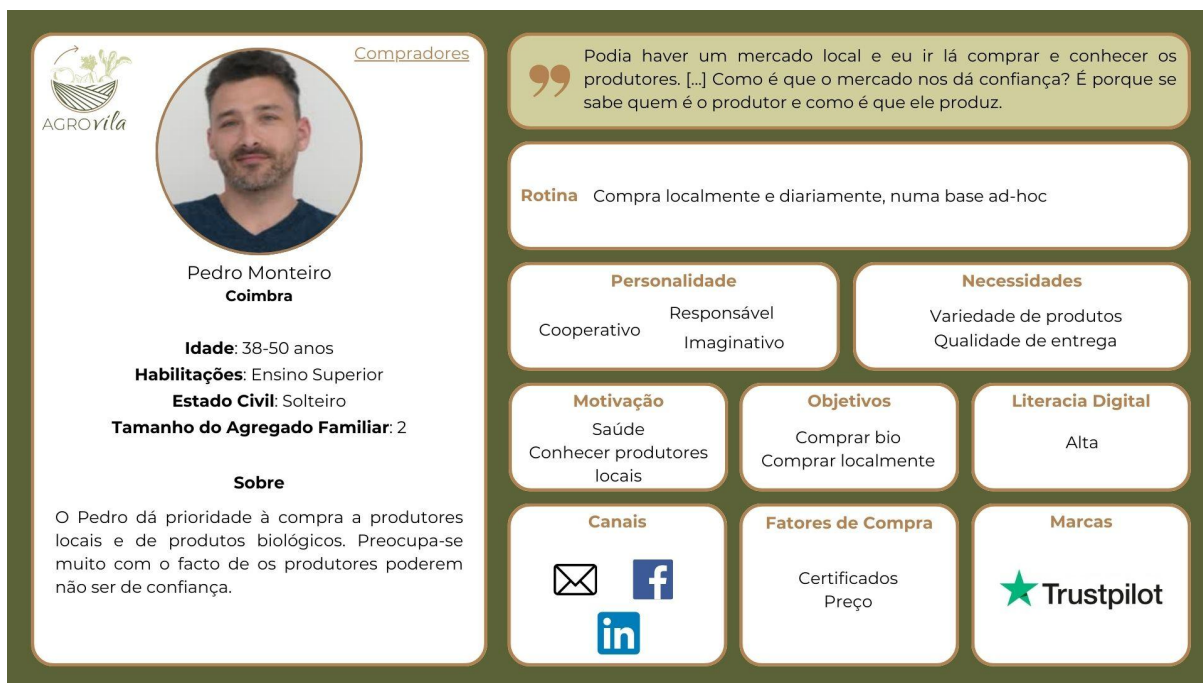 AGROvila
Compradores
Pedro Monteiro
Coimbra
Idade: 38-50 anos
Habilitações: Ensino Superior
Estado Civil: Solteiro
Tamanho do Agregado Familiar: 2
Sobre
O Pedro dá prioridade à compra a produtores
locais e de produtos biológicos. Preocupa-se
muito com o facto de os produtores poderem
não ser de confiança.
Podia haver um mercado local e eu ir lá comprar e conhecer os
produtores. [...] Como é que o mercado nos dá confiança? É porque se
sabe quem é o produtor e como é que ele produz.
Rotina Compra localmente e diariamente, numa base ad-hoc
Personalidade
Cooperativo
Responsável
Imaginativo
Necessidades
Variedade de produtos
Qualidade de entrega
Motivação
Saúde
Conhecer produtores
locais
Objetivos
Comprar bio
Comprar localmente
Literacia Digital
Alta
Canais
f
in
Fatores de Compra
Certificados
Preço
Marcas
Trustpilot